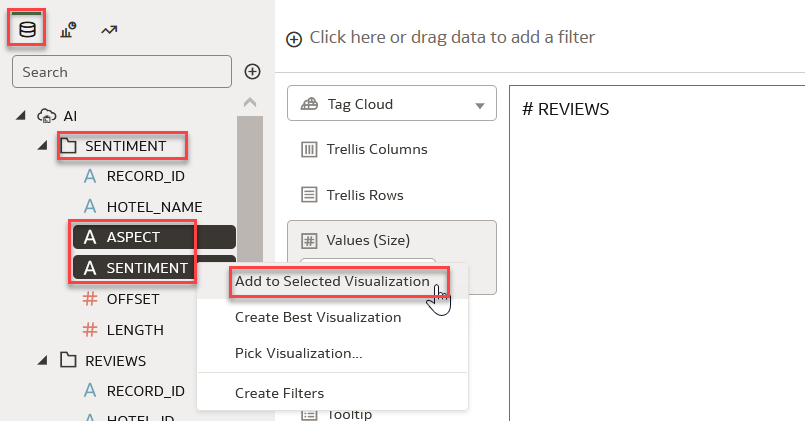 Click here or drag data to add a filter
Search
AI
SENTIMENT
RECORD_ID
HOTEL_NAME
A ASPECT
A SENTIMENT
# OFFSET
# LENGTH
REVIEWS
A RECORD_ID
A HOTEL_ID
Tag Cloud
Trellis Columns
Trellis Rows
# Values (Size)
Add to Selected Visualization
Create Best Visualization
Pick Visualization...
Create Filters
Tooltip
# REVIEWS